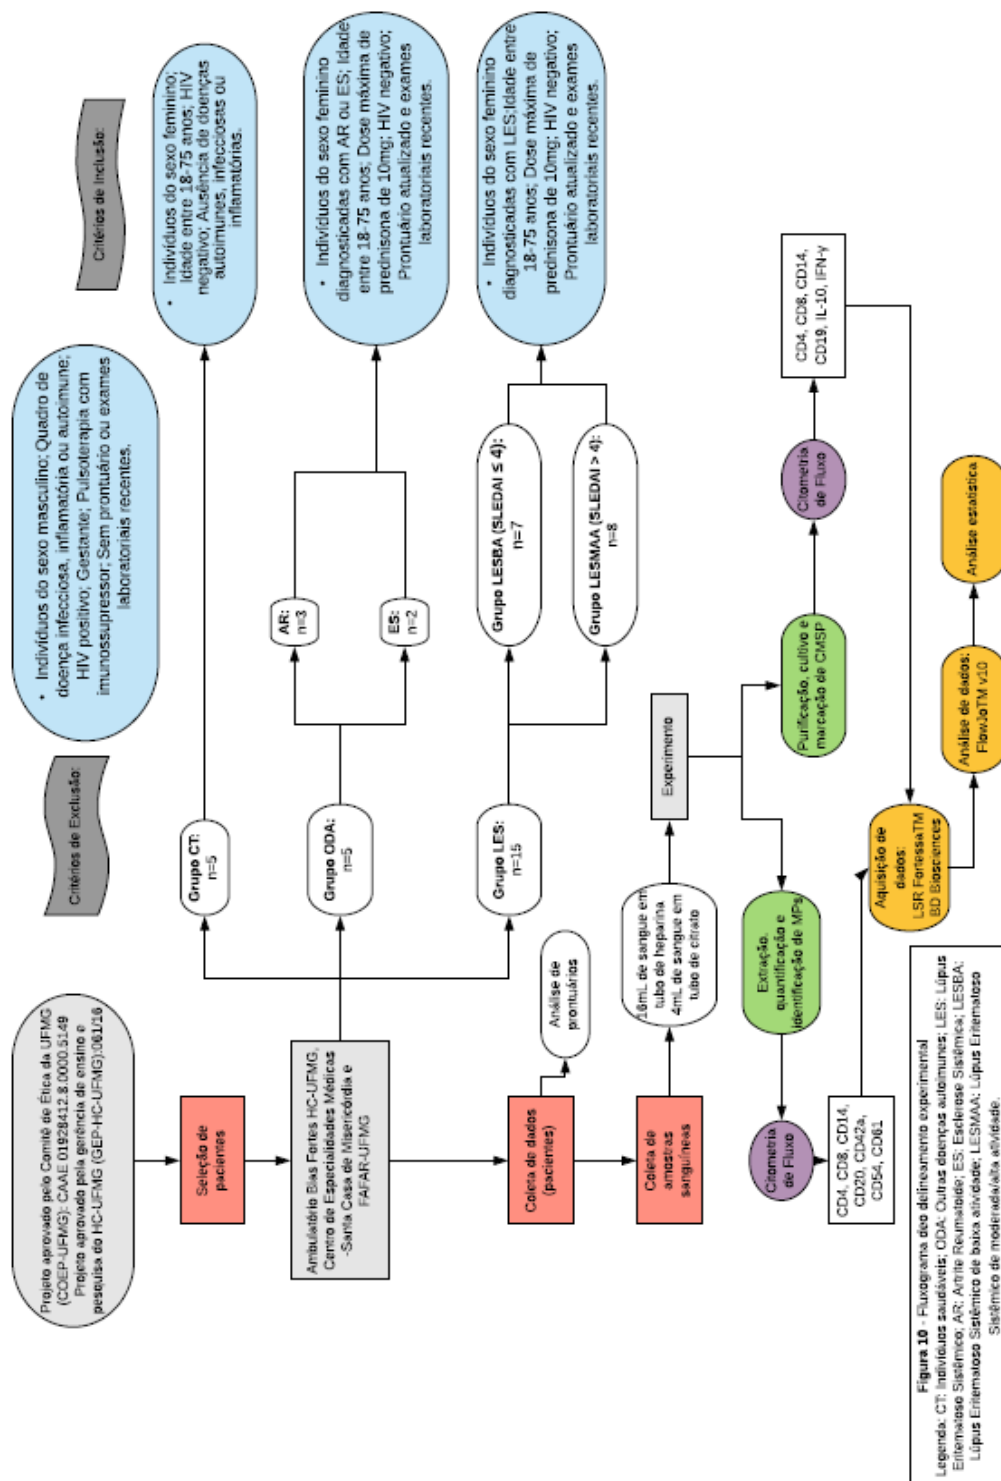 Critérios de Exclusão:
• Indivíduos do sexo masculino; Quadro de
doença infecciosa, inflamatória ou autoimune;
HIV positivo; Gestante; Pulsoterapia com
imunossupressor; Sem prontuário ou exames
laboratoriais recentes.
Critérios de Inclusão:
Projeto aprovado pelo Comitê de Ética da UFMG
(COEP-UFMG): CAAE 01928412.8.0000.5149
Projeto aprovado pela gerência de ensino e
pesquisa do HC-UFMG (GEP-HC-UFMG):061/16
Seleção de
pacientes
Ambulatório Bias Fortes HC-UFMG,
Centro de Especialidades Médicas
-Santa Casa de Misericórdia e
FAFAR-UFMG
Grupo CT:
n=5
• Indivíduos do sexo feminino;
Idade entre 18-75 anos; HIV
negativo; Ausência de doenças
autoimunes, infecciosas ou
inflamatórias.
Grupo ODA:
n=5
AR:
n=3
ES:
n=2
• Indivíduos do sexo feminino
diagnosticadas com AR ou ES; Idade
entre 18-75 anos; Dose máxima de
prednisona de 10mg; HIV negativo;
Prontuário atualizado e exames
laboratoriais recentes.
Grupo LES:
n=15
Grupo LESBA (SLEDAI ≤ 4):
n=7
Grupo LESMAA (SLEDAI > 4):
n=8
• Indivíduos do sexo feminino
diagnosticadas com LES;Idade entre
18-75 anos; Dose máxima de
prednisona de 10mg; HIV negativo;
Prontuário atualizado e exames
laboratoriais recentes.
Coleta de dados
(pacientes)
Análise de
prontuários
Coleta de
amostras
sanguíneas
16mL de sangue em
tubo de heparina
4mL de sangue em
tubo de citrato
Experimento
Extração,
quantificação e
identificação de MPs
Purificação, cultivo e
marcação de CMSP
Citometria
de Fluxo
Citometria
de Fluxo
CD4, CD8, CD14,
CD20, CD42a,
CD54, CD61
CD4, CD8, CD14,
CD19, IL-10, IFN-γ
Aquisição de
dados:
LSR FortessaTM
BD Biosciences
Análise de dados:
FlowJoTM v10
Análise estatística
Figura 10 - Fluxograma deo delineamento experimental
Legenda: CT: Indivíduos saudáveis; ODA: Outras doenças autoimunes; LES: Lúpus
Eritematoso Sistêmico; AR: Artrite Reumatoide; ES: Esclerose Sistêmica; LESBA:
Lúpus Eritematoso Sistêmico de baixa atividade; LESMAA: Lúpus Eritematoso
Sistêmico de moderada/alta atividade.